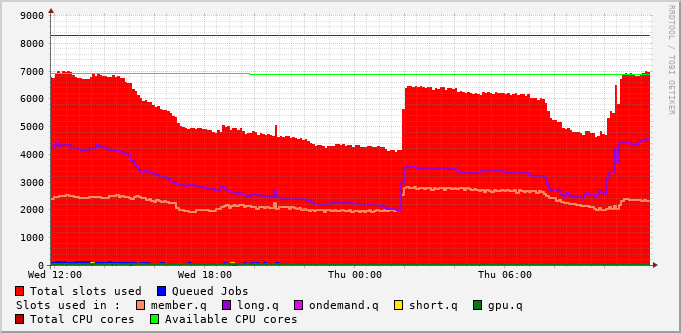 9000
8000
7000
6000
5000
4000
3000
2000
1000
0
Wed 12:00 Wed 18:00 Thu 00:00 Thu 06:00
Total slots used Queued Jobs
Slots used in : member.q long.q ondemand.q short.q gpu.q
Total CPU cores Available CPU cores
RRDTOOL / TOBI OETIKER